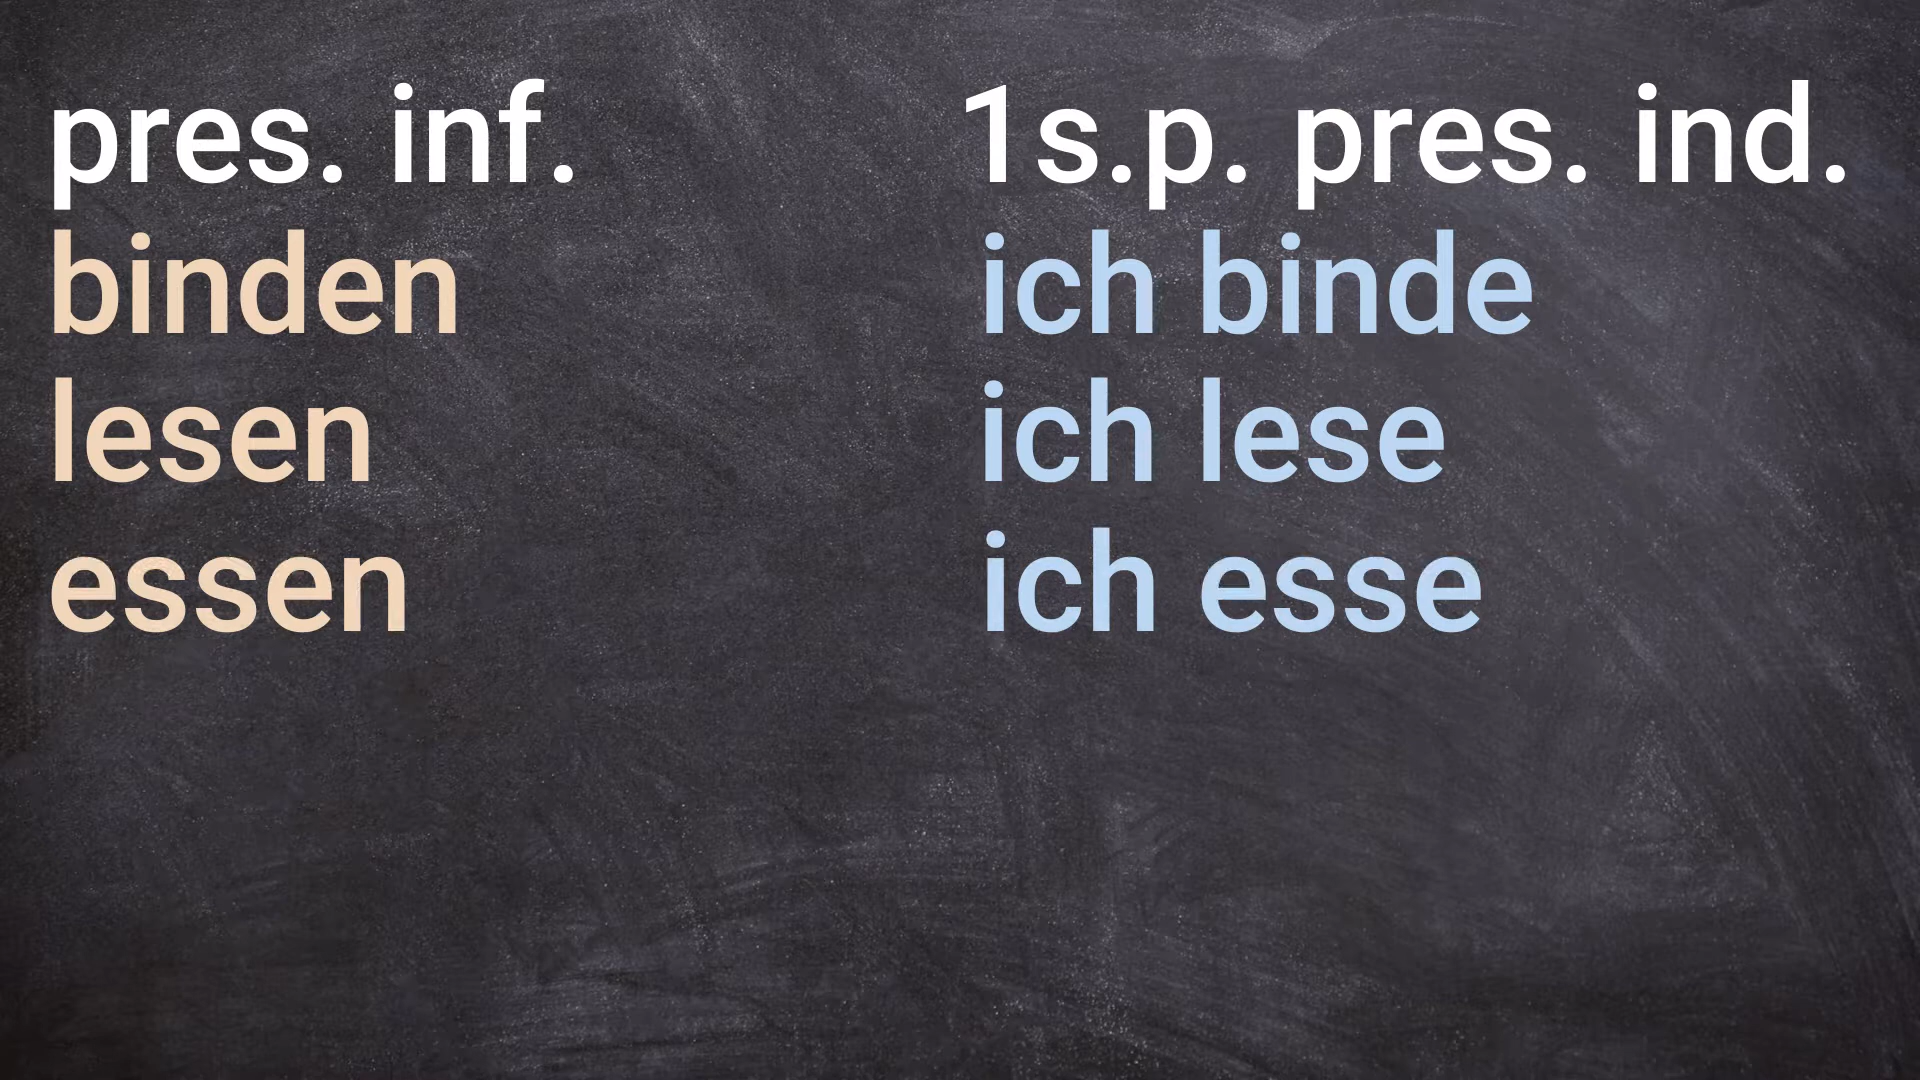 pres. inf. 1s.p. pres. ind.
binden ich binde
lesen ich lese
essen ich esse